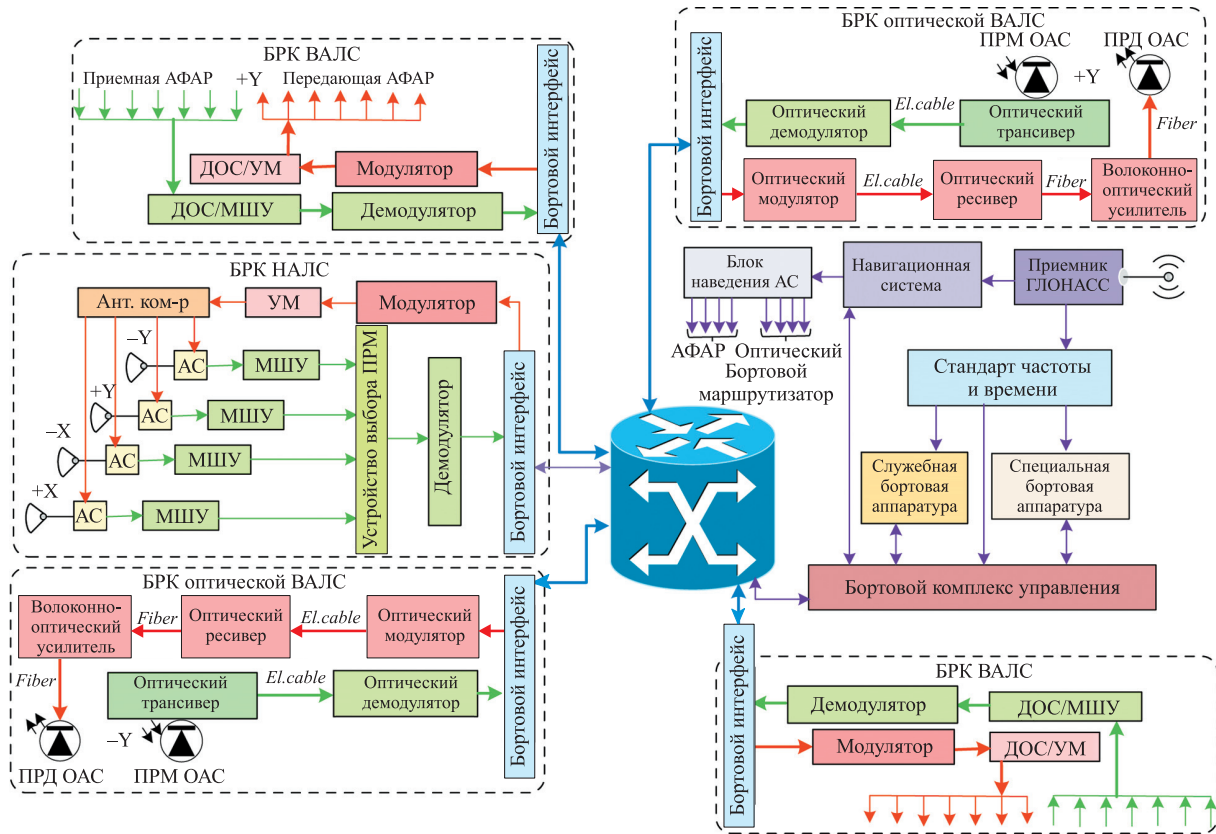 БРК ВАЛС
Приемная АФАР
+Y
Передающая АФАР
ДОС/УМ
Модулятор
ДОС/МШУ
Демодулятор
Бортовой интерфейс
БРК оптической ВАЛС
ПРМ ОАС
ПРД ОАС
+Y
Оптический
демодулятор
El.cable
Оптический
трансивер
Fiber
Бортовой интерфейс
Оптический
модулятор
El.cable
Оптический
ресивер
Fiber
Волоконно-
оптический
усилитель
БРК НАЛС
Ант. ком-р
УМ
Модулятор
–Y
АС
МШУ
+Y
АС
МШУ
–X
АС
МШУ
+X
АС
МШУ
Устройство выбора ПРМ
Демодулятор
Бортовой интерфейс
Блок
наведения АС
Навигационная
система
Приемник
ГЛОНАСС
АФАР
Оптический
Бортовой
маршрутизатор
Стандарт частоты
и времени
Служебная
бортовая
аппаратура
Специальная
бортовая
аппаратура
Бортовой комплекс управления
БРК оптической ВАЛС
Волоконно-
оптический
усилитель
Fiber
Оптический
ресивер
El.cable
Оптический
модулятор
Бортовой интерфейс
Fiber
Оптический
трансивер
El.cable
Оптический
демодулятор
–Y
ПРД ОАС
ПРМ ОАС
БРК ВАЛС
Бортовой интерфейс
Демодулятор
ДОС/МШУ
Модулятор
ДОС/УМ